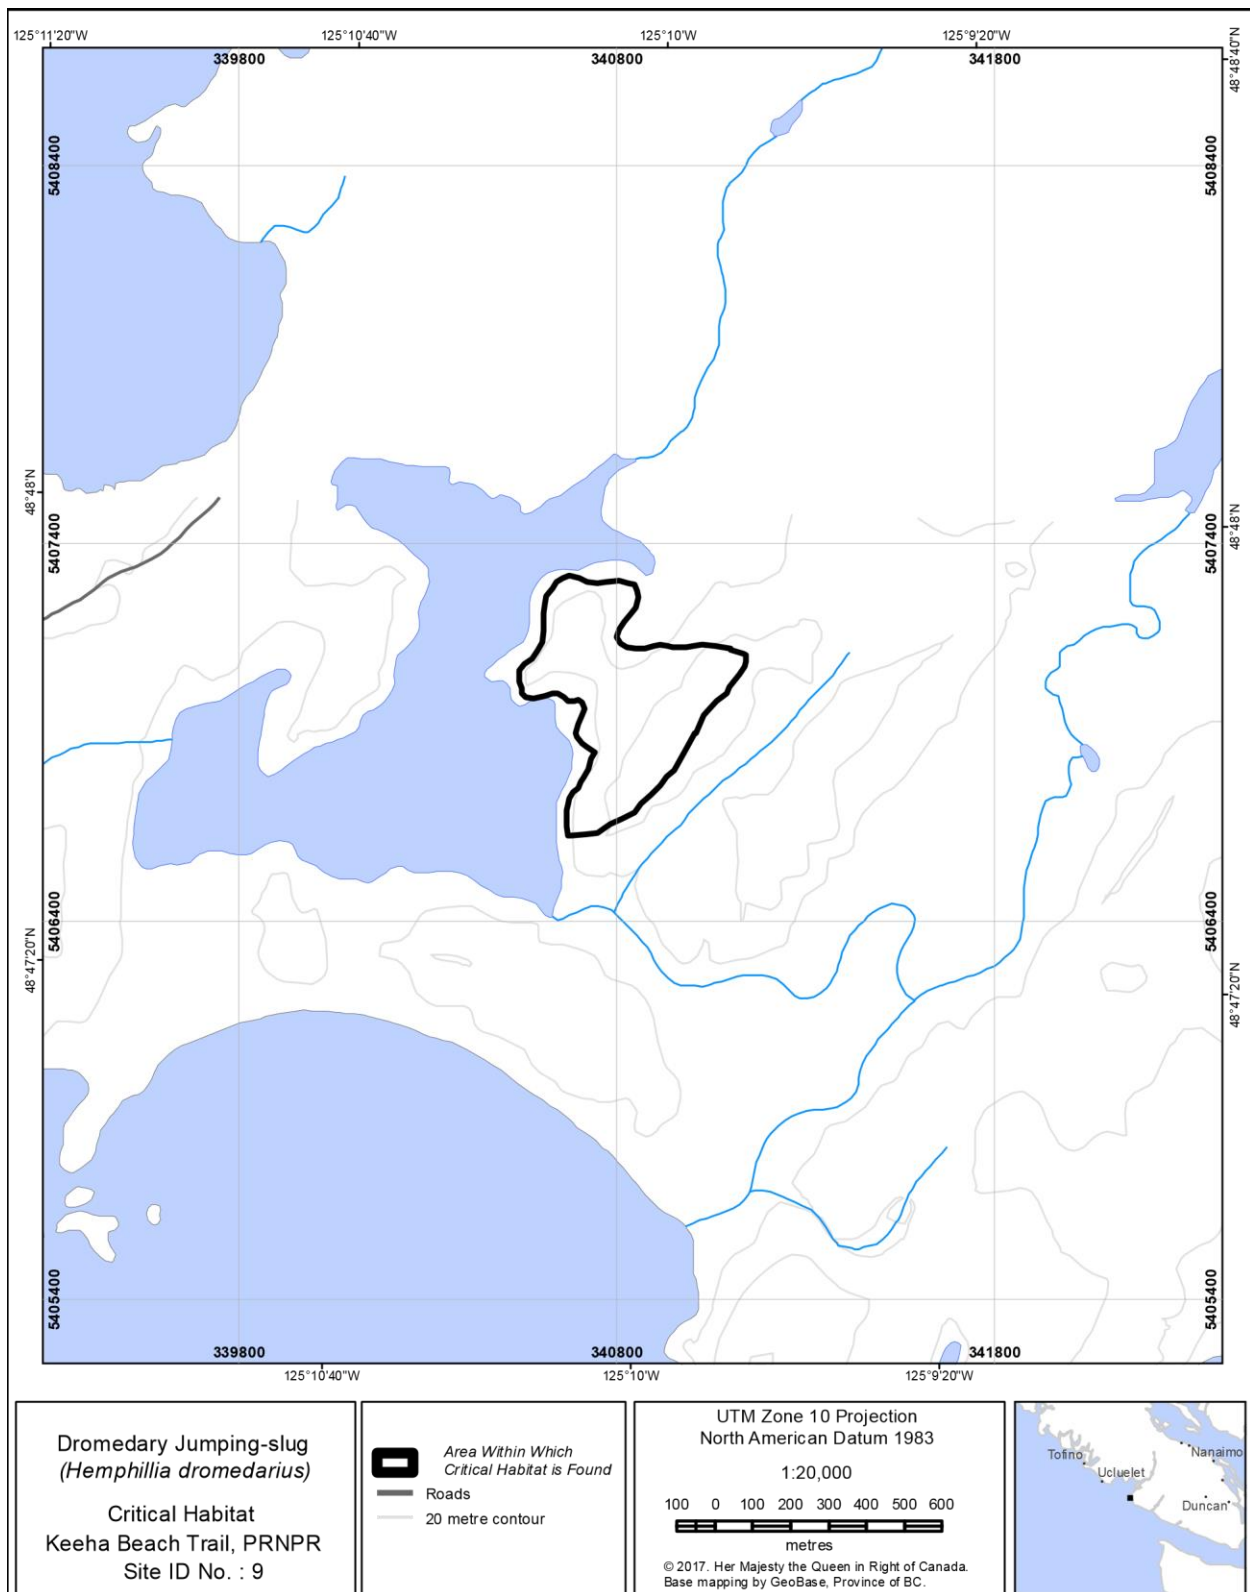 125°11'20"W
125°10'40"W
125°10'W
125°9'20"W
339800
340800
341800
48°48'40"N
5408400
5408400
48°48'N
48°48'N
5407400
5407400
5406400
5406400
48°47'20"N
48°47'20"N
5405400
5405400
339800
340800
341800
125°10'40"W
125°10'W
125°9'20"W
Dromedary Jumping-slug
(Hemphillia dromedarius)
Critical Habitat
Keeha Beach Trail, PRNPR
Site ID No. : 9
Area Within Which
Critical Habitat is Found
Roads
20 metre contour
UTM Zone 10 Projection
North American Datum 1983
1:20,000
100 0 100 200 300 400 500 600
metres
© 2017. Her Majesty the Queen in Right of Canada.
Base mapping by GeoBase, Province of BC.
Tofino
Nanaimo
Ucluelet
Duncan